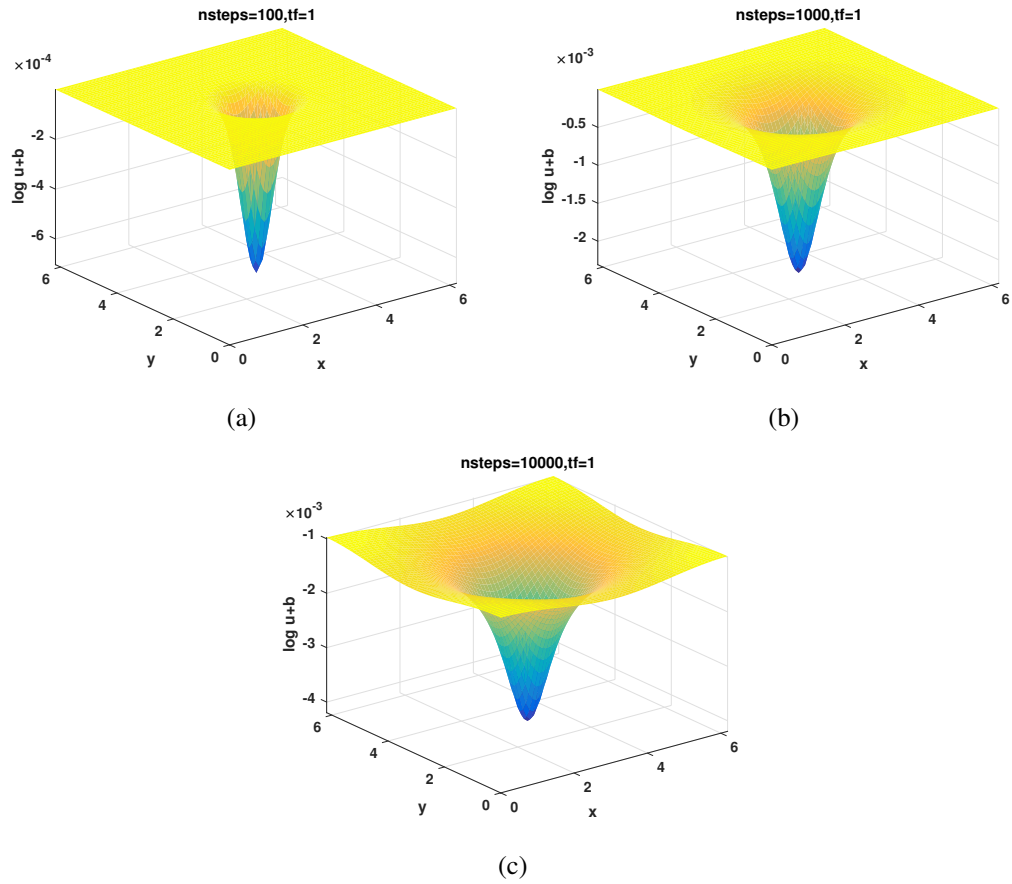 nsteps=100,tf=1
×10⁻⁴
-2
-4
-6
log u+b
6
4
2
0
y
0
2
4
6
x
(a)
nsteps=1000,tf=1
×10⁻³
-0.5
-1
-1.5
-2
log u+b
6
4
2
0
y
0
2
4
6
x
(b)
nsteps=10000,tf=1
×10⁻³
-1
-2
-3
-4
log u+b
6
4
2
0
y
0
2
4
6
x
(c)